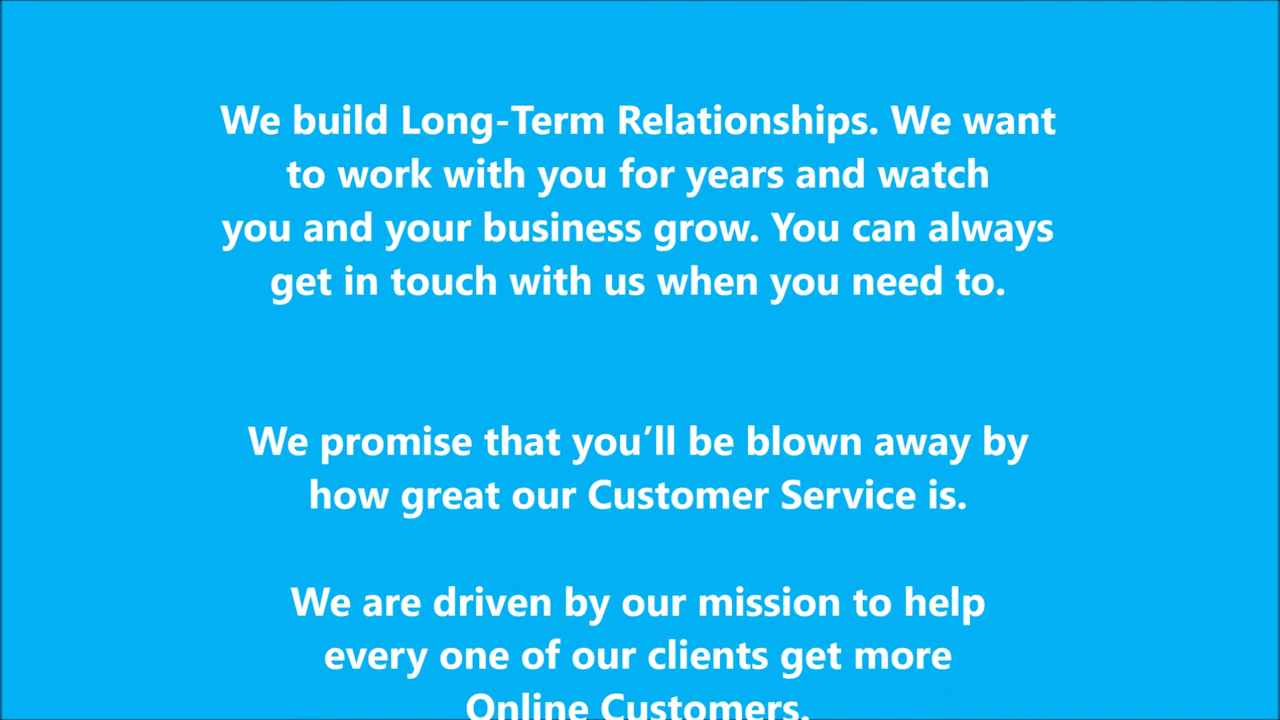 We build Long-Term Relationships. We want
to work with you for years and watch
you and your business grow. You can always
get in touch with us when you need to.
We promise that you’ll be blown away by
how great our Customer Service is.
We are driven by our mission to help
every one of our clients get more
Online Customers.